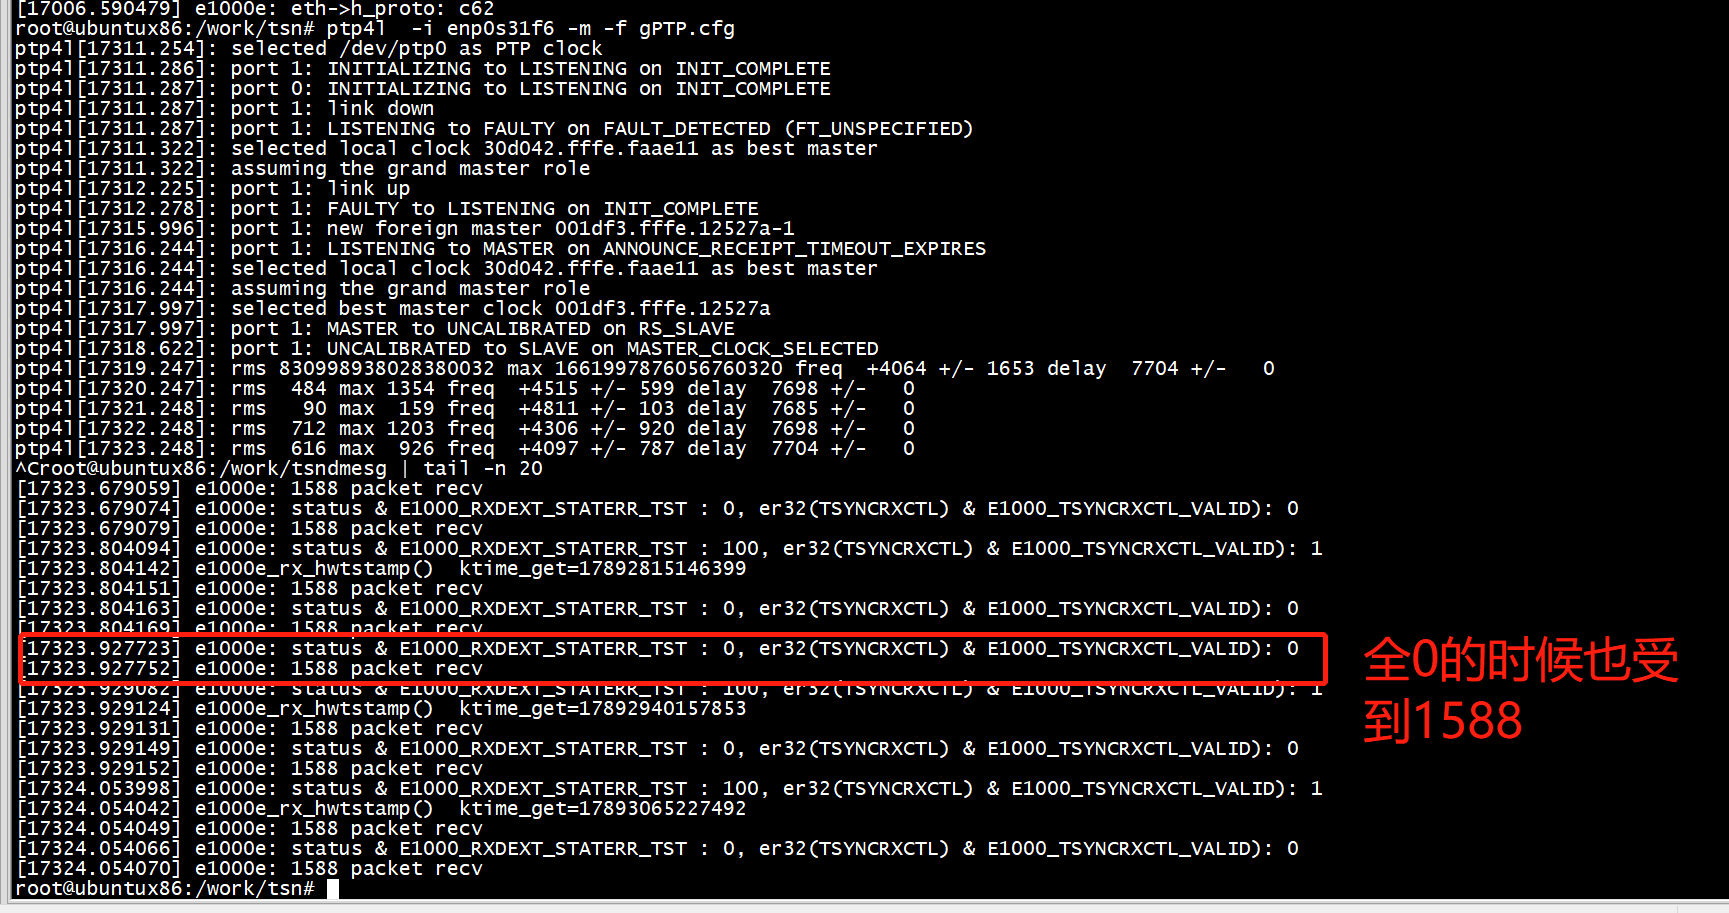 [17006.590479] e1000e: eth->h_proto: c62
root@ubuntux86:/work/tsn# ptp4l  -i enp0s31f6 -m -f gPTP.cfg
ptp4l[17311.254]: selected /dev/ptp0 as PTP clock
ptp4l[17311.286]: port 1: INITIALIZING to LISTENING on INIT_COMPLETE
ptp4l[17311.287]: port 0: INITIALIZING to LISTENING on INIT_COMPLETE
ptp4l[17311.287]: port 1: link down
ptp4l[17311.287]: port 1: LISTENING to FAULTY on FAULT_DETECTED (FT_UNSPECIFIED)
ptp4l[17311.322]: selected local clock 30d042.fffe.faae11 as best master
ptp4l[17311.322]: assuming the grand master role
ptp4l[17312.225]: port 1: link up
ptp4l[17312.278]: port 1: FAULTY to LISTENING on INIT_COMPLETE
ptp4l[17315.996]: port 1: new foreign master 001df3.fffe.12527a-1
ptp4l[17316.244]: port 1: LISTENING to MASTER on ANNOUNCE_RECEIPT_TIMEOUT_EXPIRES
ptp4l[17316.244]: selected local clock 30d042.fffe.faae11 as best master
ptp4l[17316.244]: assuming the grand master role
ptp4l[17317.997]: selected best master clock 001df3.fffe.12527a
ptp4l[17317.997]: port 1: MASTER to UNCALIBRATED on RS_SLAVE
ptp4l[17318.622]: port 1: UNCALIBRATED to SLAVE on MASTER_CLOCK_SELECTED
ptp4l[17319.247]: rms 830998938028380032 max 1661997876056760320 freq  +4064 +/- 1653 delay  7704 +/-   0
ptp4l[17320.247]: rms  484 max 1354 freq  +4515 +/- 599 delay  7698 +/-   0
ptp4l[17321.248]: rms   90 max  159 freq  +4811 +/- 103 delay  7685 +/-   0
ptp4l[17322.248]: rms  712 max 1203 freq  +4306 +/- 920 delay  7698 +/-   0
ptp4l[17323.248]: rms  616 max  926 freq  +4097 +/- 787 delay  7704 +/-   0
^Croot@ubuntux86:/work/tsndmesg | tail -n 20
[17323.679059] e1000e: 1588 packet recv
[17323.679074] e1000e: status & E1000_RXDEXT_STATERR_TST : 0, er32(TSYNCRXCTL) & E1000_TSYNCRXCTL_VALID): 0
[17323.679079] e1000e: 1588 packet recv
[17323.804094] e1000e: status & E1000_RXDEXT_STATERR_TST : 100, er32(TSYNCRXCTL) & E1000_TSYNCRXCTL_VALID): 1
[17323.804142] e1000e_rx_hwtstamp()  ktime_get=17892815146399
[17323.804151] e1000e: 1588 packet recv
[17323.804163] e1000e: status & E1000_RXDEXT_STATERR_TST : 0, er32(TSYNCRXCTL) & E1000_TSYNCRXCTL_VALID): 0
[17323.804169] e1000e: 1588 packet recv
[17323.927723] e1000e: status & E1000_RXDEXT_STATERR_TST : 0, er32(TSYNCRXCTL) & E1000_TSYNCRXCTL_VALID): 0
[17323.927752] e1000e: 1588 packet recv
[17323.929082] e1000e: status & E1000_RXDEXT_STATERR_TST : 100, er32(TSYNCRXCTL) & E1000_TSYNCRXCTL_VALID): 1
[17323.929124] e1000e_rx_hwtstamp()  ktime_get=17892940157853
[17323.929131] e1000e: 1588 packet recv
[17323.929149] e1000e: status & E1000_RXDEXT_STATERR_TST : 0, er32(TSYNCRXCTL) & E1000_TSYNCRXCTL_VALID): 0
[17323.929152] e1000e: 1588 packet recv
[17324.053998] e1000e: status & E1000_RXDEXT_STATERR_TST : 100, er32(TSYNCRXCTL) & E1000_TSYNCRXCTL_VALID): 1
[17324.054042] e1000e_rx_hwtstamp()  ktime_get=17893065227492
[17324.054049] e1000e: 1588 packet recv
[17324.054066] e1000e: status & E1000_RXDEXT_STATERR_TST : 0, er32(TSYNCRXCTL) & E1000_TSYNCRXCTL_VALID): 0
[17324.054070] e1000e: 1588 packet recv
root@ubuntux86:/work/tsn#
全0的时候也受
到1588